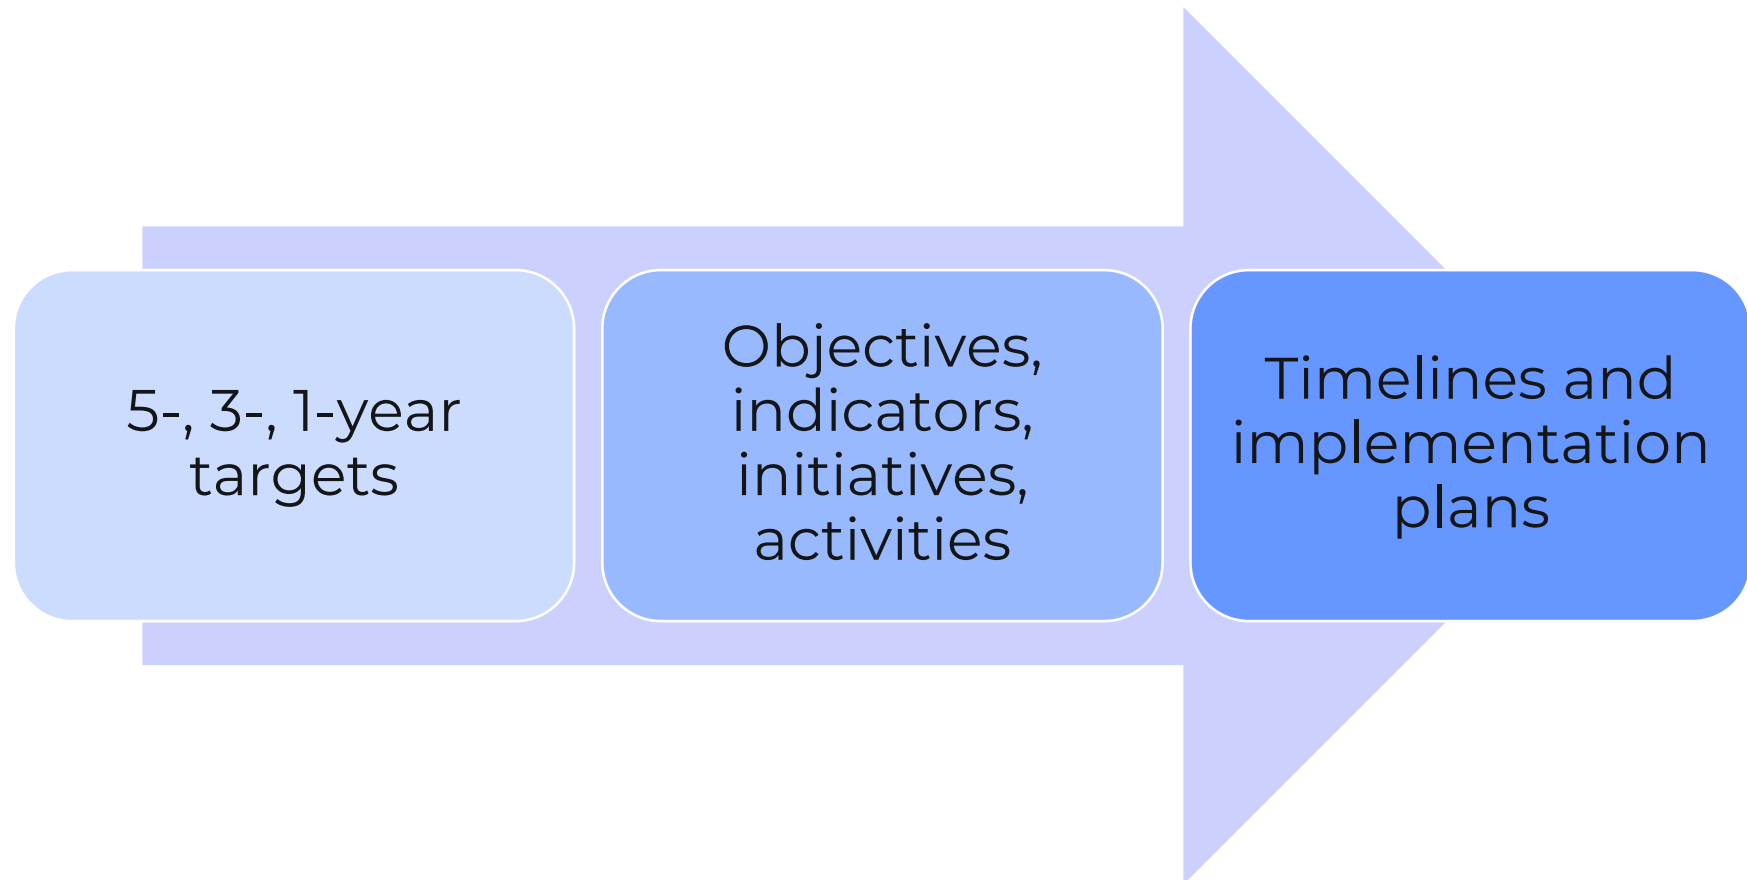 5-, 3-, 1-year
targets
Objectives,
indicators,
initiatives,
activities
Timelines and
implementation
plans